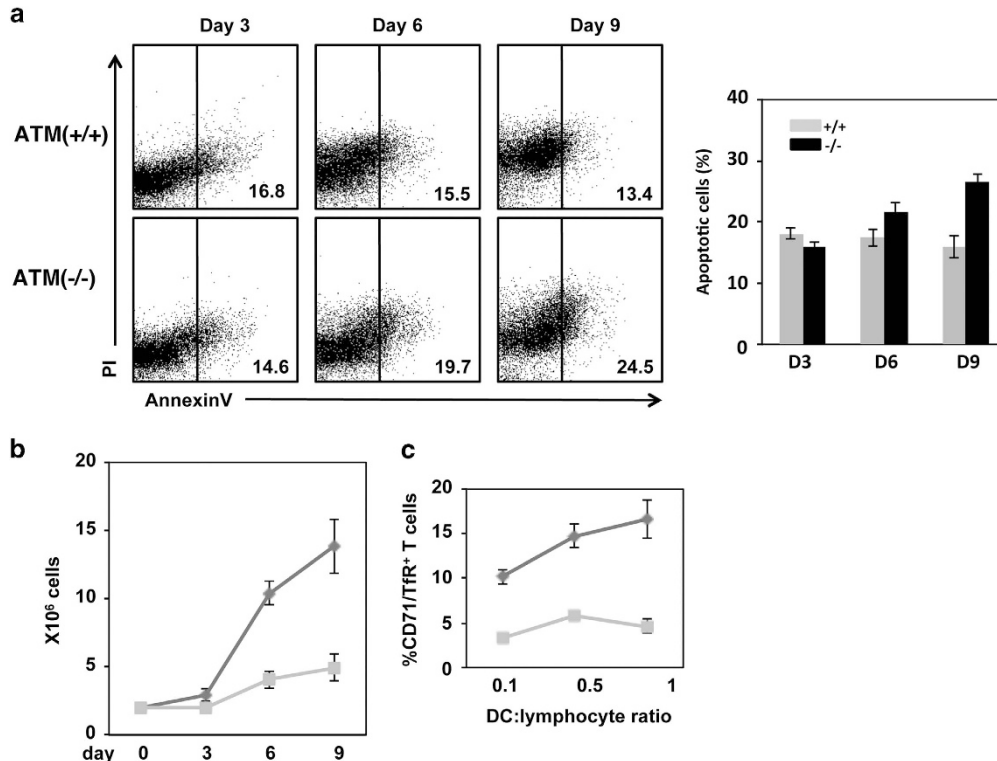 a
Day 3
Day 6
Day 9
ATM(+/+)
16.8
15.5
13.4
ATM(-/-)
14.6
19.7
24.5
PI
AnnexinV
Apoptotic cells (%)
40
30
20
10
0
+/+
-/-
D3
D6
D9
b
X10⁶ cells
20
15
10
5
0
day
0
3
6
9
c
%CD71/TfR⁺ T cells
20
15
10
5
0
0.1
0.5
1
DC:lymphocyte ratio